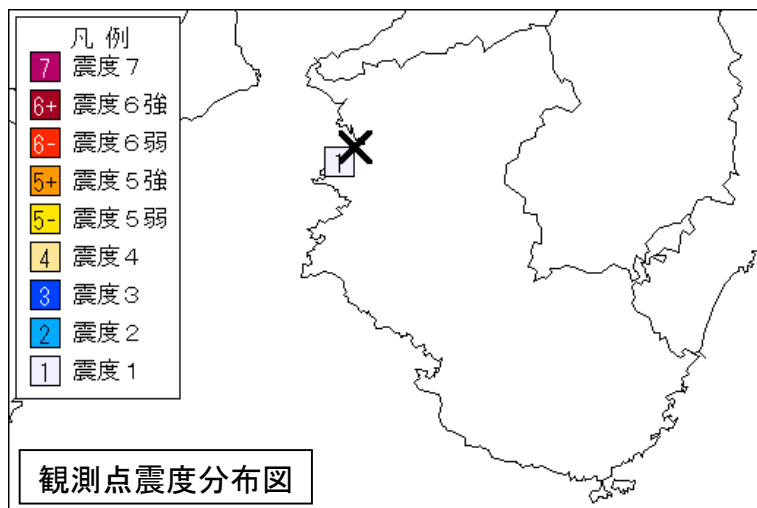 凡 例
7 震度７
6+ 震度６強
6- 震度６弱
5+ 震度５強
5- 震度５弱
4 震度４
3 震度３
2 震度２
1 震度１
1
観測点震度分布図